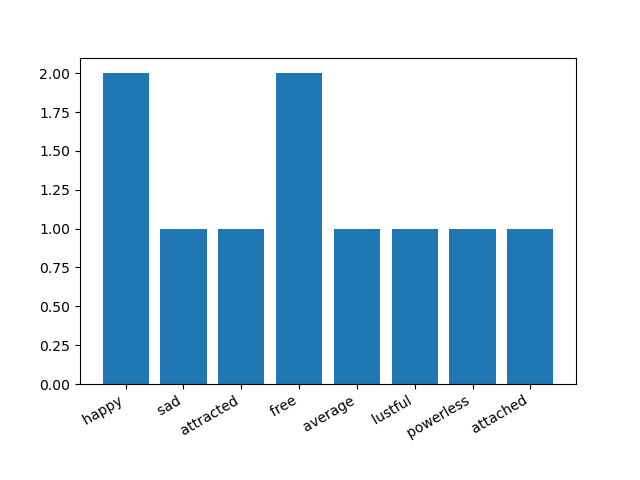 2.00
1.75
1.50
1.25
1.00
0.75
0.50
0.25
0.00
happy
sad
attracted
free
average
lustful
powerless
attached